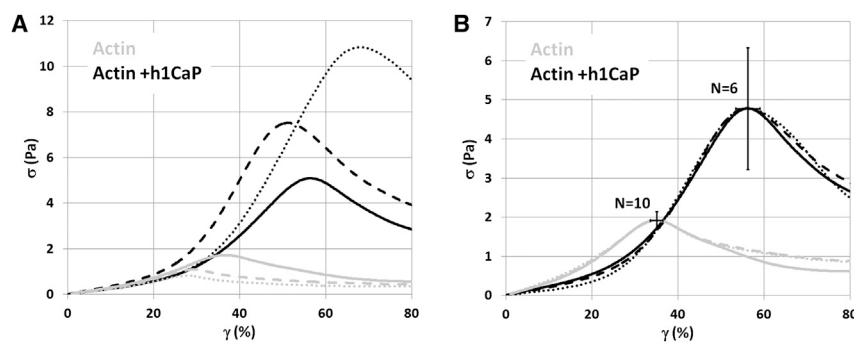 A
Actin
Actin +h1CaP
12
10
8
6
4
2
0
σ (Pa)
0 20 40 60 80
γ (%)
B
Actin
Actin +h1CaP
N=6
N=10
7
6
5
4
3
2
1
0
σ (Pa)
0 20 40 60 80
γ (%)